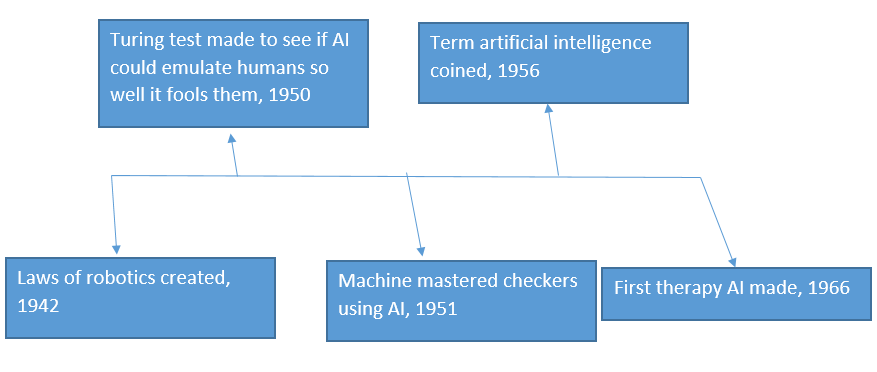 Turing test made to see if AI
could emulate humans so
well it fools them, 1950
Term artificial intelligence
coined, 1956
Laws of robotics created,
1942
Machine mastered checkers
using AI, 1951
First therapy AI made, 1966